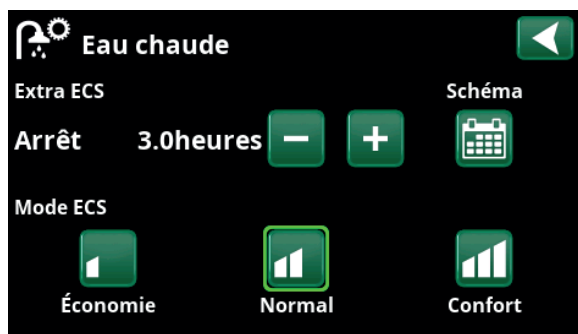 Eau chaude
Extra ECS Schéma
Arrêt 3.0heures
Mode ECS
Économie Normal Confort